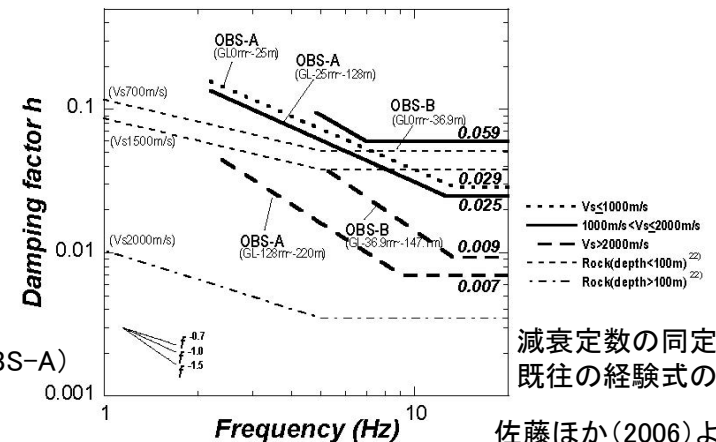 OBS-A
(GL0m~-25m)
OBS-A
(GL-25m~-128m)
(Vs700m/s)
OBS-B
(GL0m~-36.9m)
0.1
0.059
(Vs1500m/s)
0.029
0.025
Damping factor h
(Vs2000m/s)
OBS-A
(GL-128m~-220m)
OBS-B
(GL-36.9m~-147.1m)
0.009
0.007
0.01
Vs≤1000m/s
1000m/s<Vs≤2000m/s
Vs>2000m/s
Rock(depth<100m) 22)
Rock(depth>100m) 22)
f -0.7
f -1.0
f -1.5
BS-A)
0.001
1
10
Frequency (Hz)
減衰定数の同定
既往の経験式の
佐藤ほか(2006)よ